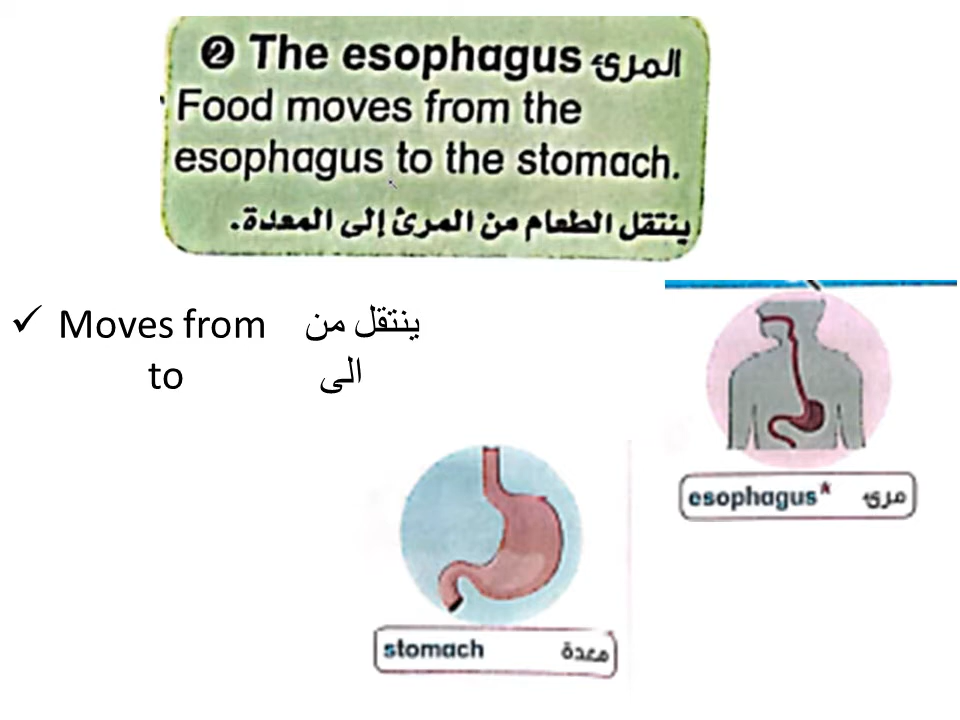 ❷ The esophagus المرئ
Food moves from the
esophagus to the stomach.
ينتقل الطعام من المرئ إلى المعدة.
✓ Moves from ينتقل من
to الى
esophagus* مرئ
stomach معدة